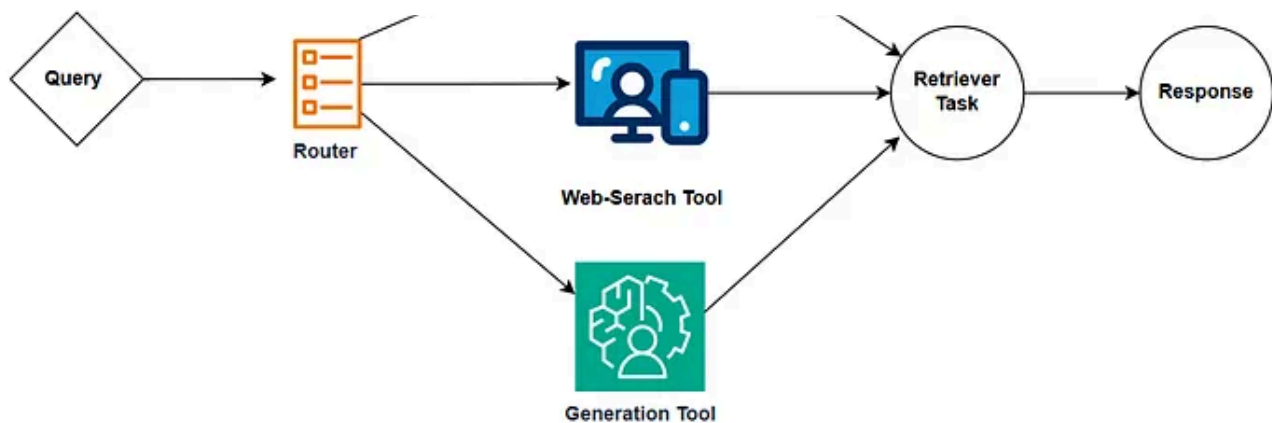 Query
Router
Web-Serach Tool
Generation Tool
Retriever
Task
Response